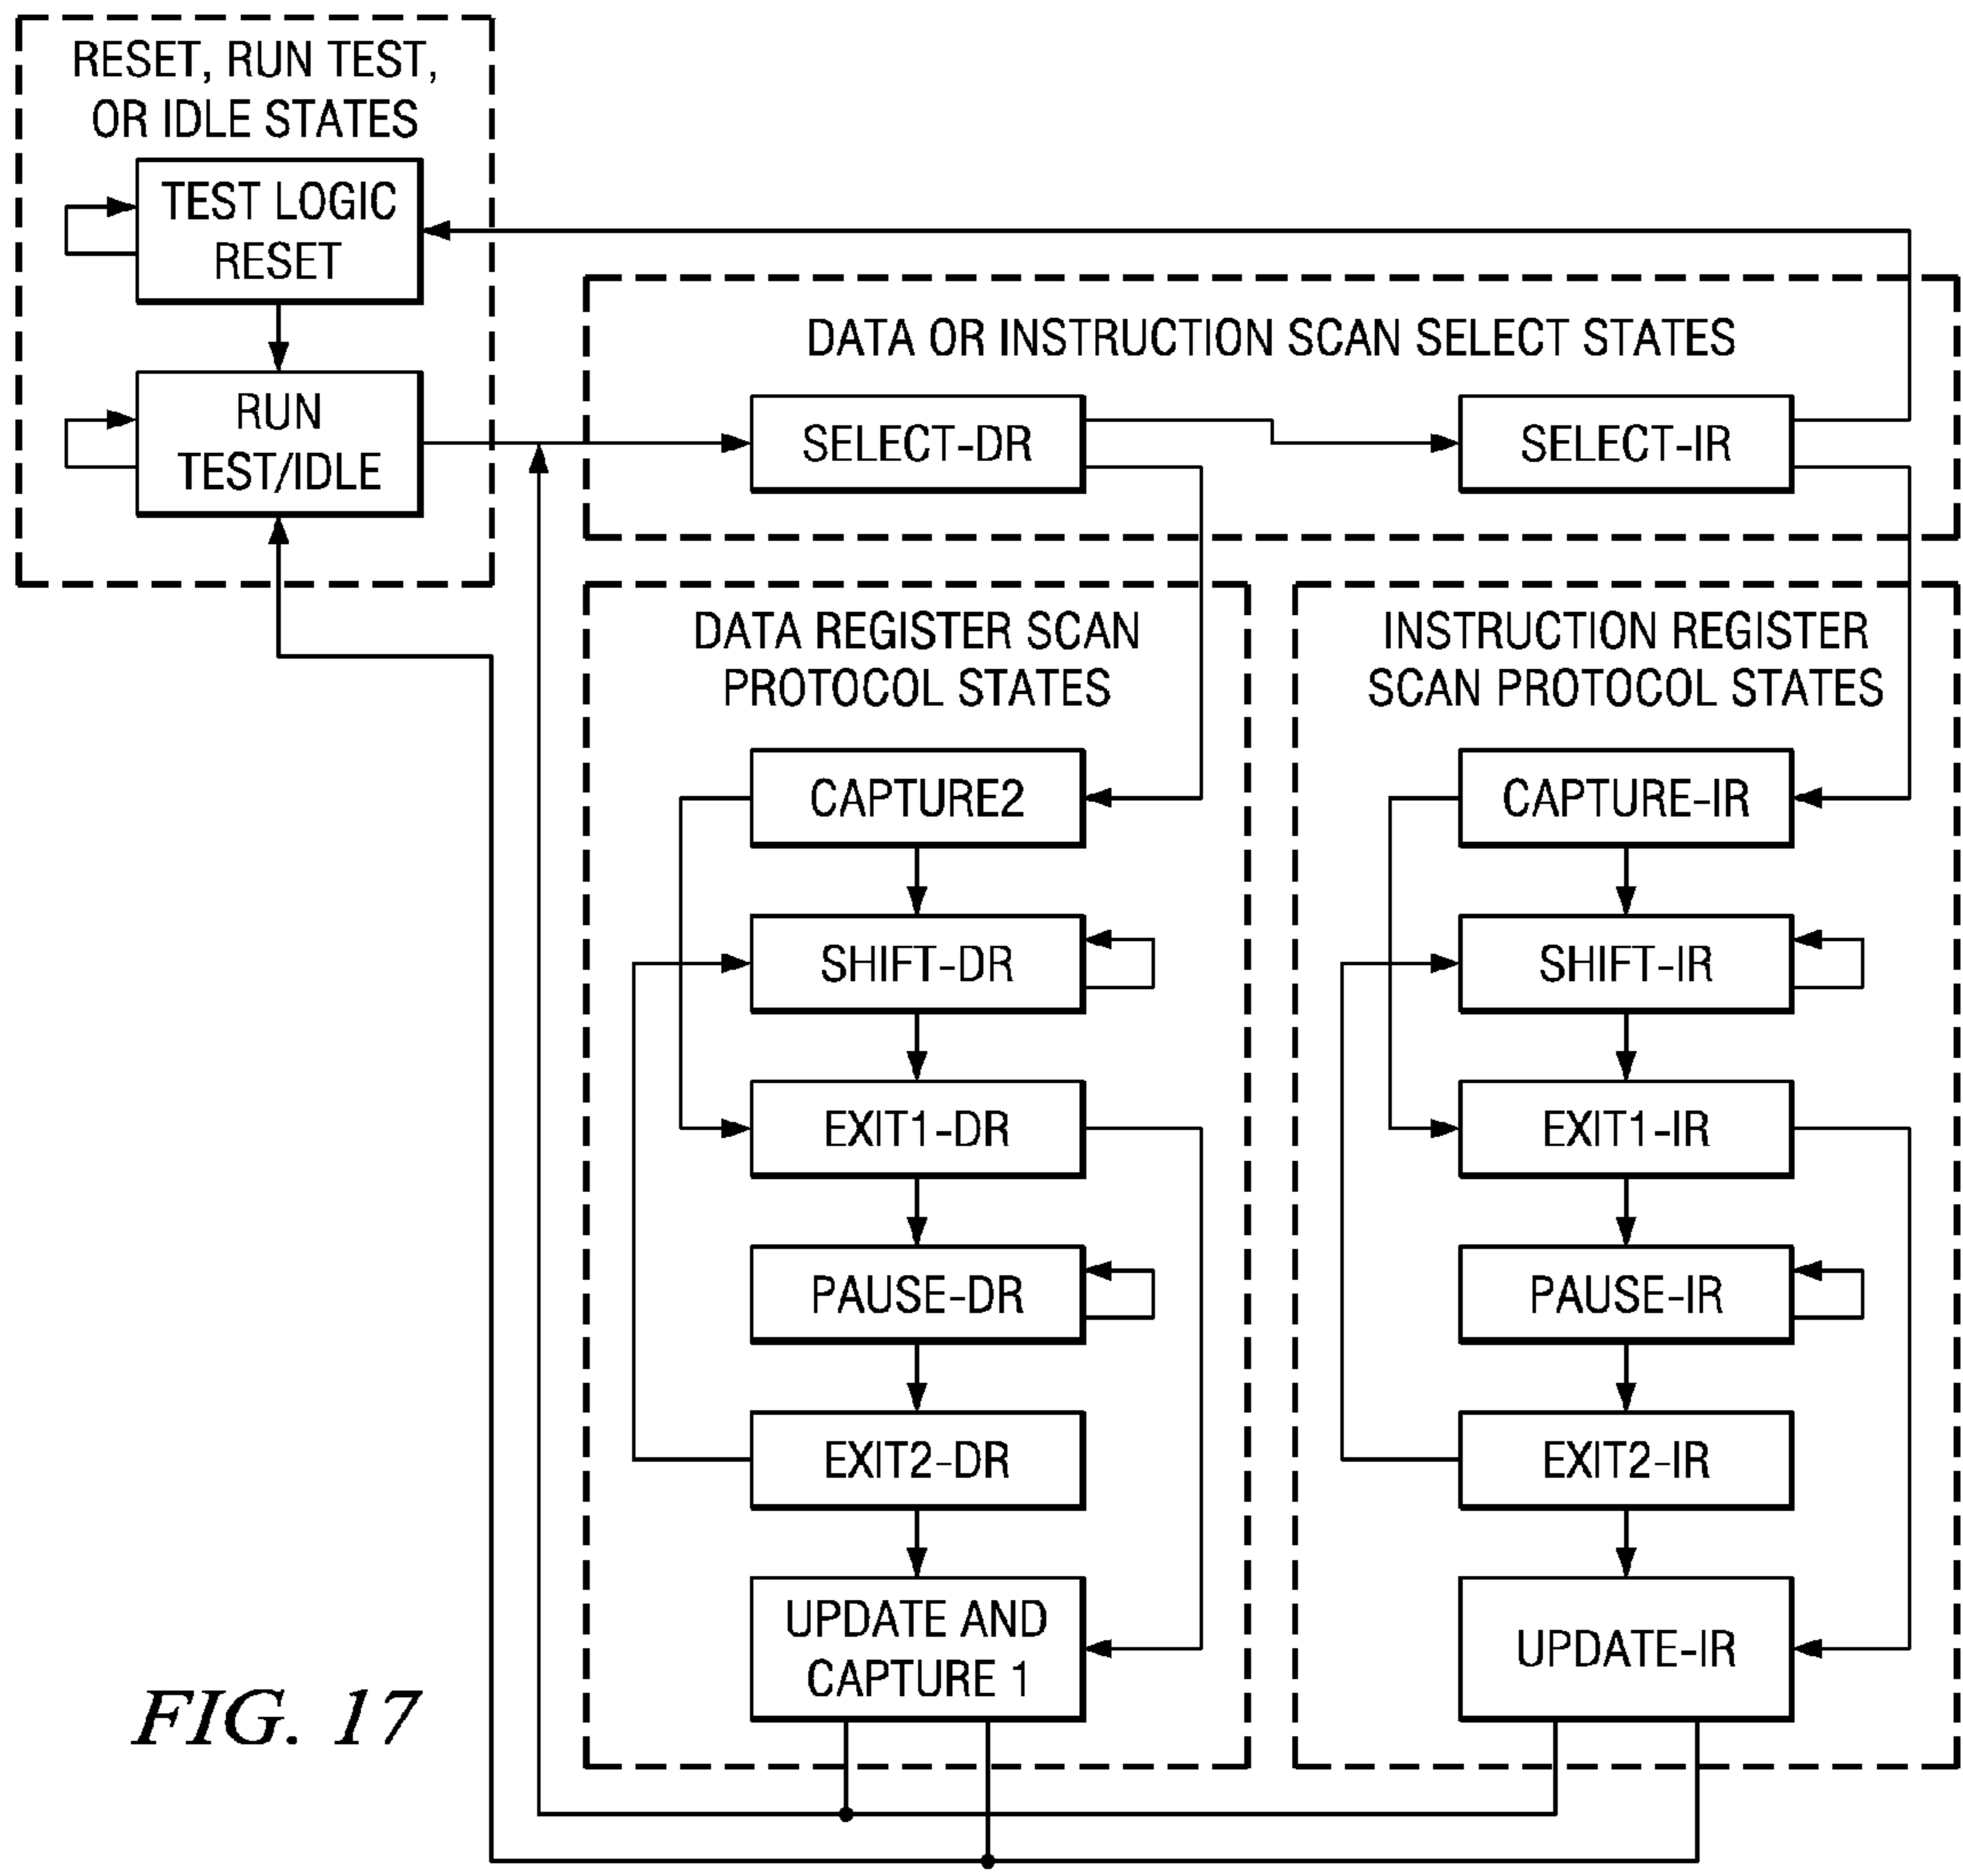 RESET, RUN TEST,
OR IDLE STATES
TEST LOGIC
RESET
RUN
TEST/IDLE
DATA OR INSTRUCTION SCAN SELECT STATES
SELECT-DR
SELECT-IR
DATA REGISTER SCAN
PROTOCOL STATES
CAPTURE2
SHIFT-DR
EXIT1-DR
PAUSE-DR
EXIT2-DR
UPDATE AND
CAPTURE 1
INSTRUCTION REGISTER
SCAN PROTOCOL STATES
CAPTURE-IR
SHIFT-IR
EXIT1-IR
PAUSE-IR
EXIT2-IR
UPDATE-IR
FIG. 17